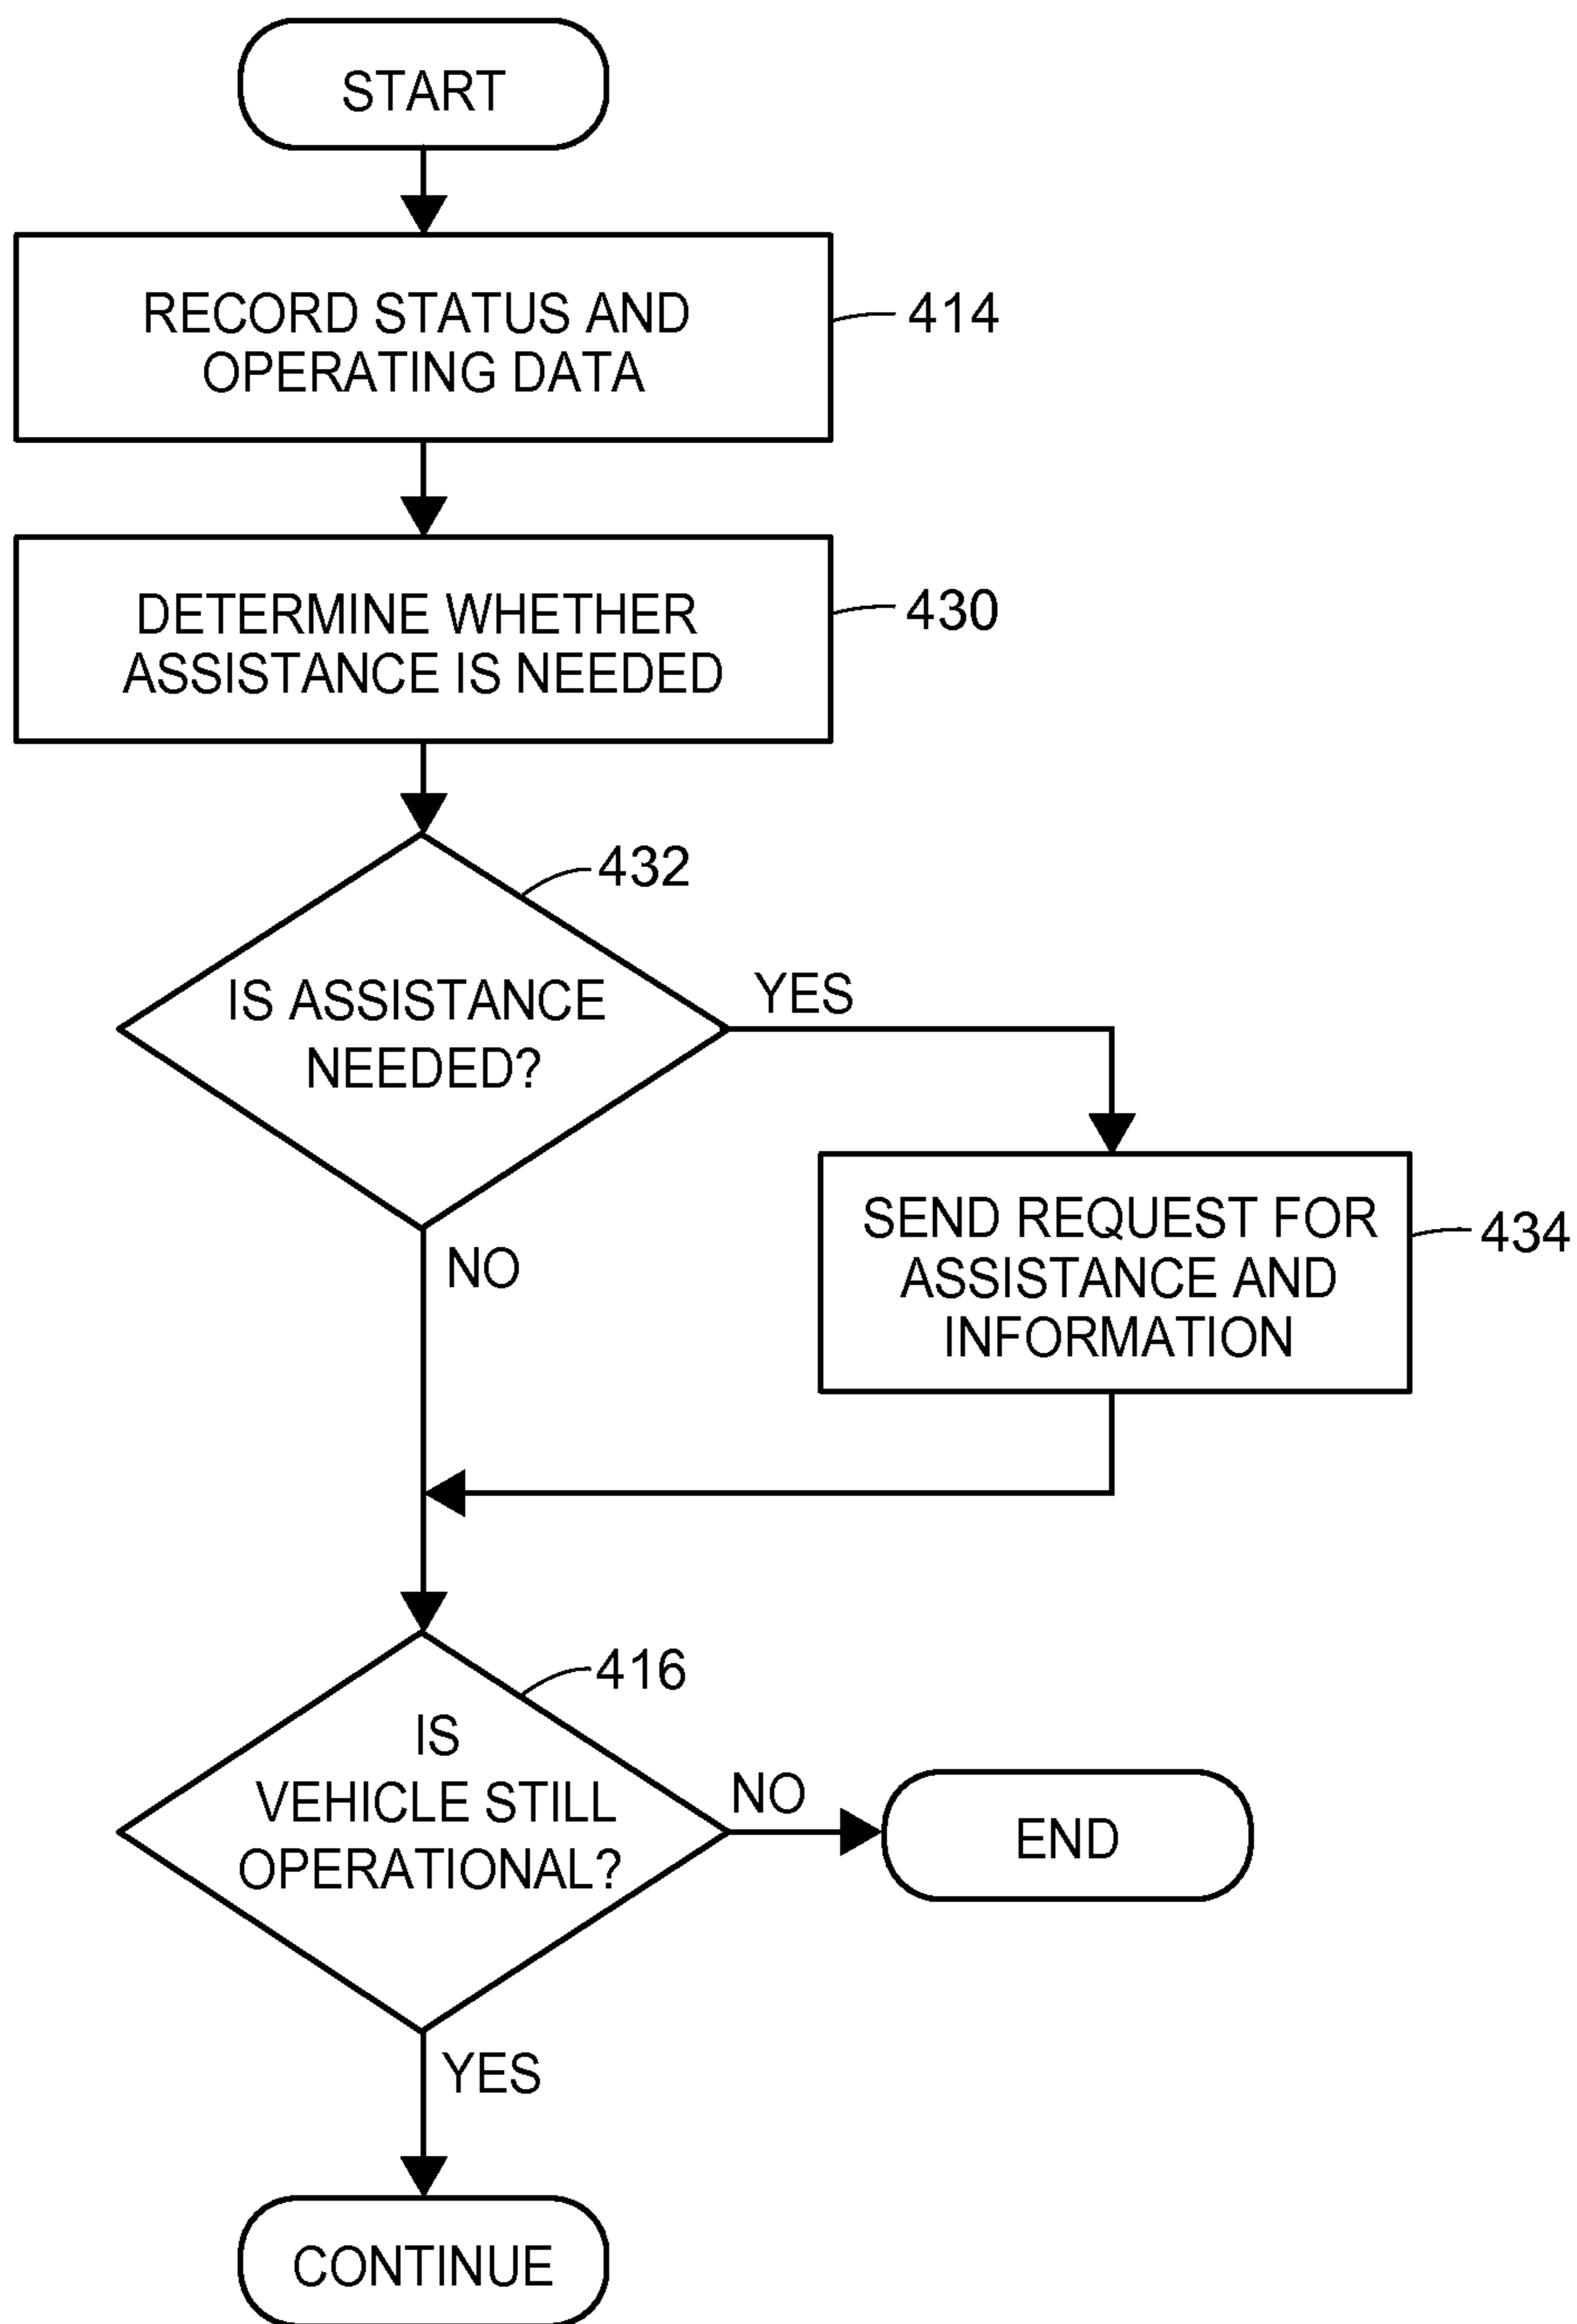 START
RECORD STATUS AND
OPERATING DATA
414
DETERMINE WHETHER
ASSISTANCE IS NEEDED
430
432
IS ASSISTANCE
NEEDED?
YES
NO
SEND REQUEST FOR
ASSISTANCE AND
INFORMATION
434
416
IS
VEHICLE STILL
OPERATIONAL?
NO
END
YES
CONTINUE